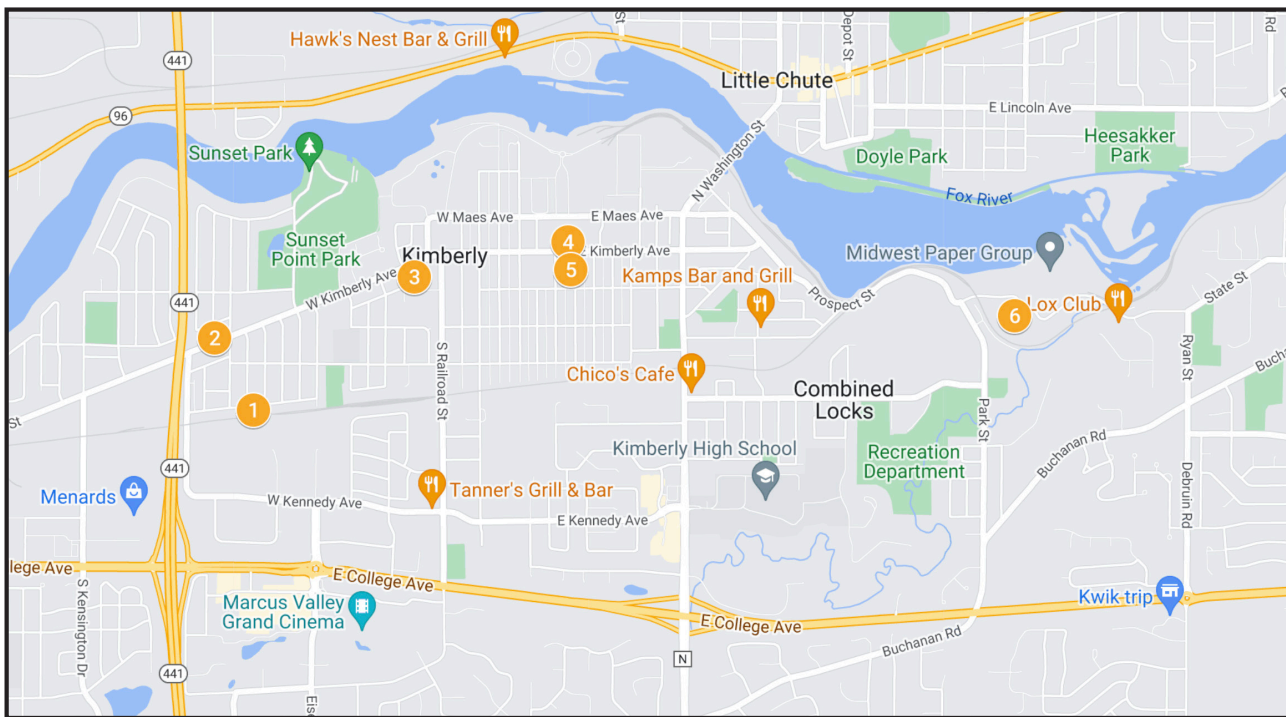 441
Hawk's Nest Bar & Grill
St
Depot St
Rd
Little Chute
96
E Lincoln Ave
Sunset Park
N Washington St
Doyle Park
Heesakker
Park
Fox River
W Maes Ave
E Maes Ave
Sunset
Point Park
Kimberly
4
E Kimberly Ave
5
Midwest Paper Group
3
W Kimberly Ave
Kamps Bar and Grill
Prospect St
State St
441
6
Lox Club
2
S Railroad St
Ryan St
Chico's Cafe
Combined
Locks
1
St
Park St
Buchanan Rd
Kimberly High School
Recreation
Department
441
Menards
Tanner's Grill & Bar
W Kennedy Ave
E Kennedy Ave
Debruin Rd
lege Ave
E College Ave
S Kensington Dr
Marcus Valley
Grand Cinema
Kwik trip
E College Ave
Buchanan Rd
N
441